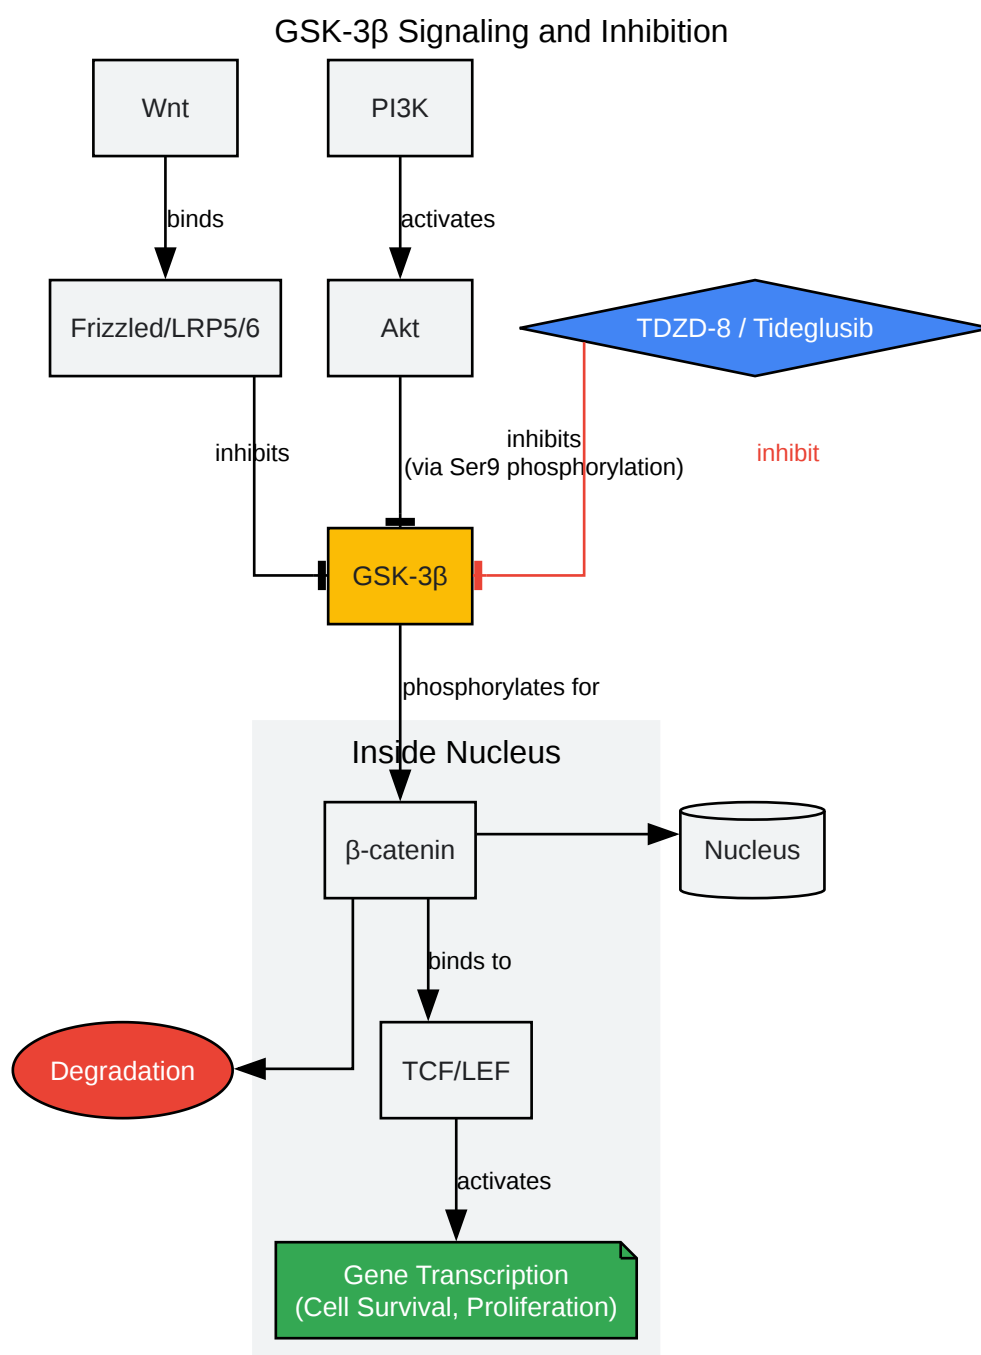 GSK-3β Signaling and Inhibition
Wnt
PI3K
binds
activates
Frizzled/LRP5/6
Akt
TDZD-8 / Tideglusib
inhibits
inhibits
(via Ser9 phosphorylation)
inhibit
GSK-3β
phosphorylates for
Inside Nucleus
β-catenin
Nucleus
binds to
Degradation
TCF/LEF
activates
Gene Transcription
(Cell Survival, Proliferation)